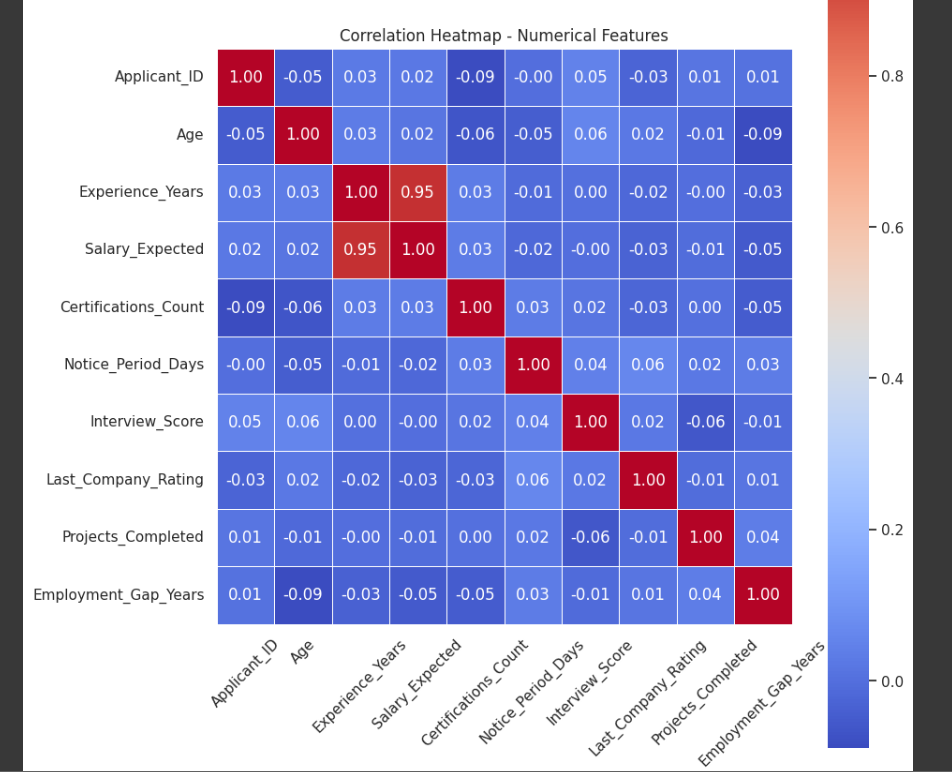 Correlation Heatmap - Numerical Features
Applicant_ID 1.00 -0.05 0.03 0.02 -0.09 -0.00 0.05 -0.03 0.01 0.01
Age -0.05 1.00 0.03 0.02 -0.06 -0.05 0.06 0.02 -0.01 -0.09
Experience_Years 0.03 0.03 1.00 0.95 0.03 -0.01 0.00 -0.02 -0.00 -0.03
Salary_Expected 0.02 0.02 0.95 1.00 0.03 -0.02 -0.00 -0.03 -0.01 -0.05
Certifications_Count -0.09 -0.06 0.03 0.03 1.00 0.03 0.02 -0.03 0.00 -0.05
Notice_Period_Days -0.00 -0.05 -0.01 -0.02 0.03 1.00 0.04 0.06 0.02 0.03
Interview_Score 0.05 0.06 0.00 -0.00 0.02 0.04 1.00 0.02 -0.06 -0.01
Last_Company_Rating -0.03 0.02 -0.02 -0.03 -0.03 0.06 0.02 1.00 -0.01 0.01
Projects_Completed 0.01 -0.01 -0.00 -0.01 0.00 0.02 -0.06 -0.01 1.00 0.04
Employment_Gap_Years 0.01 -0.09 -0.03 -0.05 -0.05 0.03 -0.01 0.01 0.04 1.00
Applicant_ID
Age
Experience_Years
Salary_Expected
Certifications_Count
Notice_Period_Days
Interview_Score
Last_Company_Rating
Projects_Completed
Employment_Gap_Years
0.8
0.6
0.4
0.2
0.0